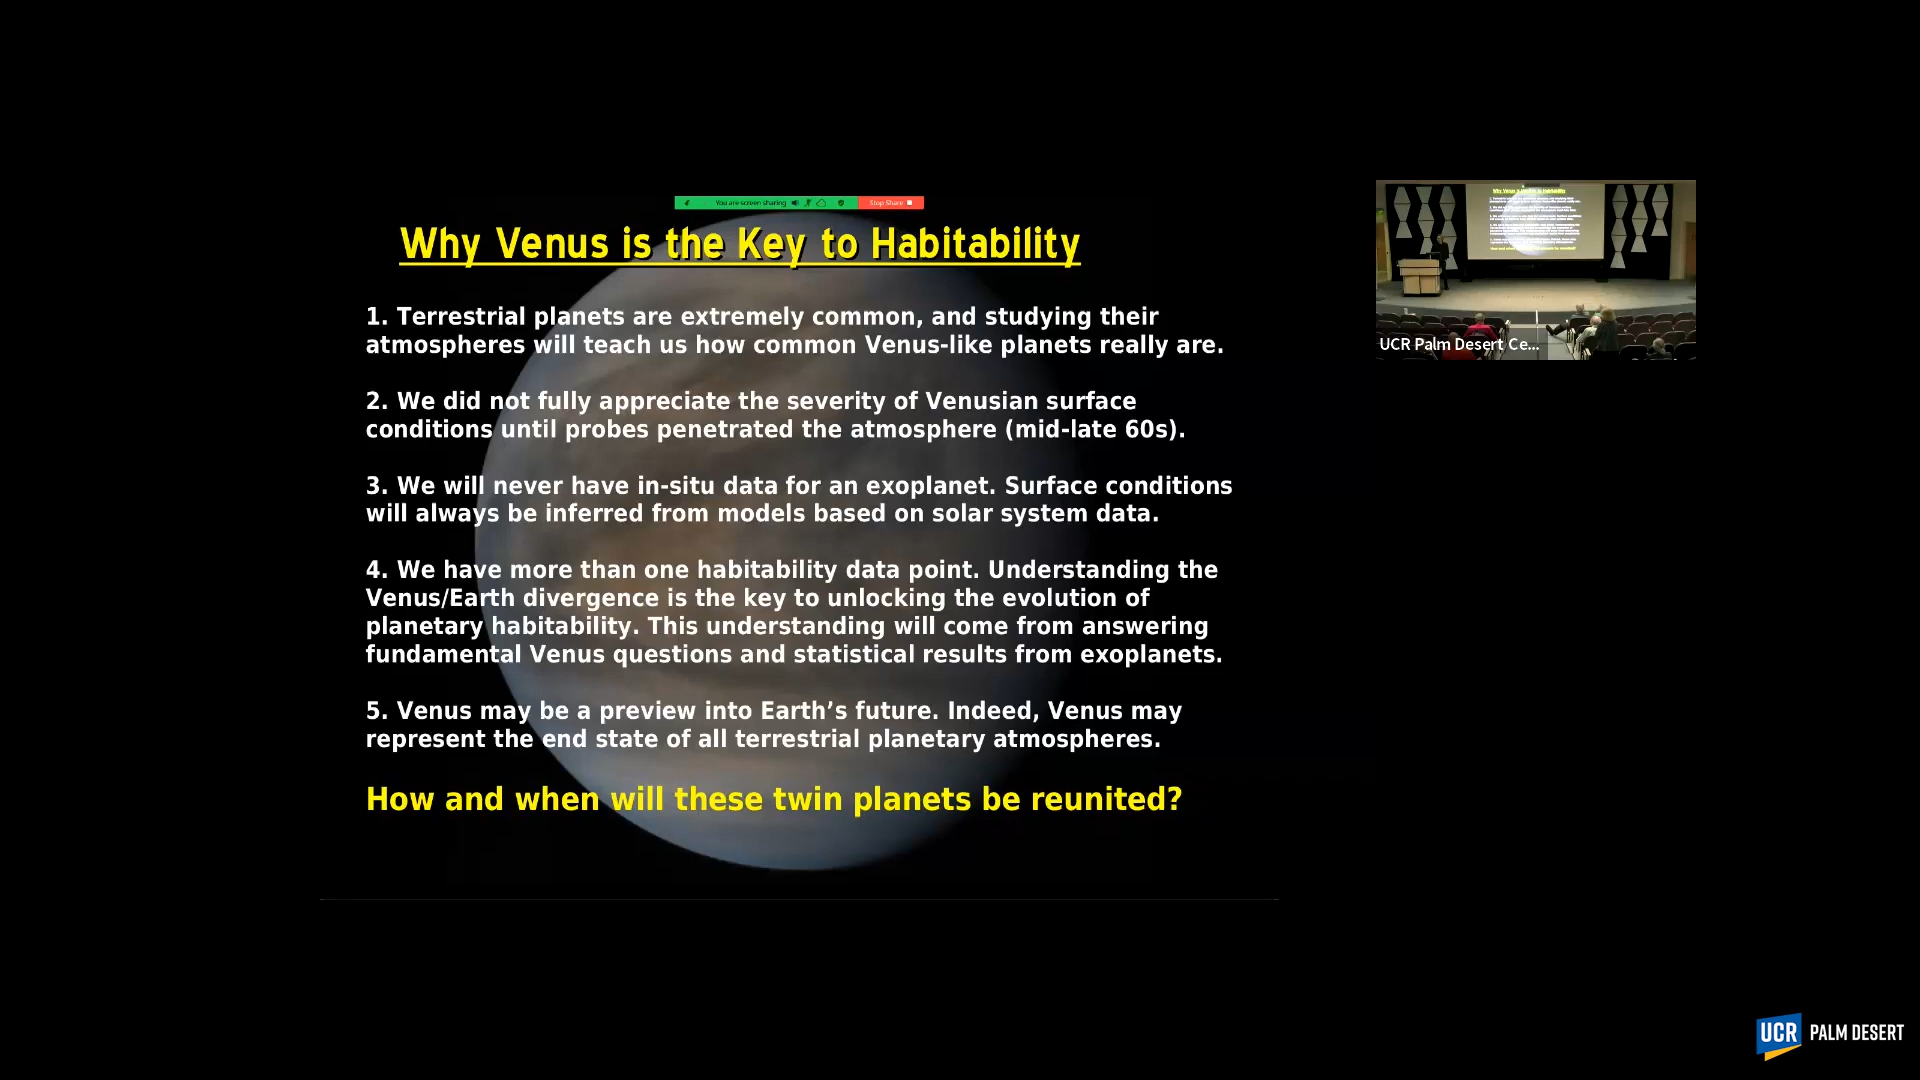 You are screen sharing
Stop Share
Why Venus is the Key to Habitability
1. Terrestrial planets are extremely common, and studying their
atmospheres will teach us how common Venus-like planets really are.
2. We did not fully appreciate the severity of Venusian surface
conditions until probes penetrated the atmosphere (mid-late 60s).
3. We will never have in-situ data for an exoplanet. Surface conditions
will always be inferred from models based on solar system data.
4. We have more than one habitability data point. Understanding the
Venus/Earth divergence is the key to unlocking the evolution of
planetary habitability. This understanding will come from answering
fundamental Venus questions and statistical results from exoplanets.
5. Venus may be a preview into Earth’s future. Indeed, Venus may
represent the end state of all terrestrial planetary atmospheres.
How and when will these twin planets be reunited?
UCR Palm Desert Ce...
UCR PALM DESERT